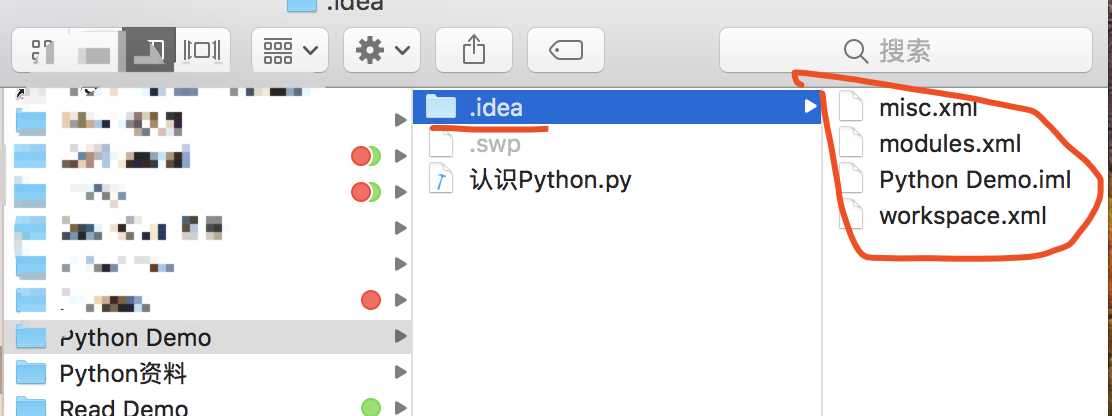 .idea
搜索
.idea
.swp
认识Python.py
misc.xml
modules.xml
Python Demo.iml
workspace.xml
Python Demo
Python资料
Read Demo